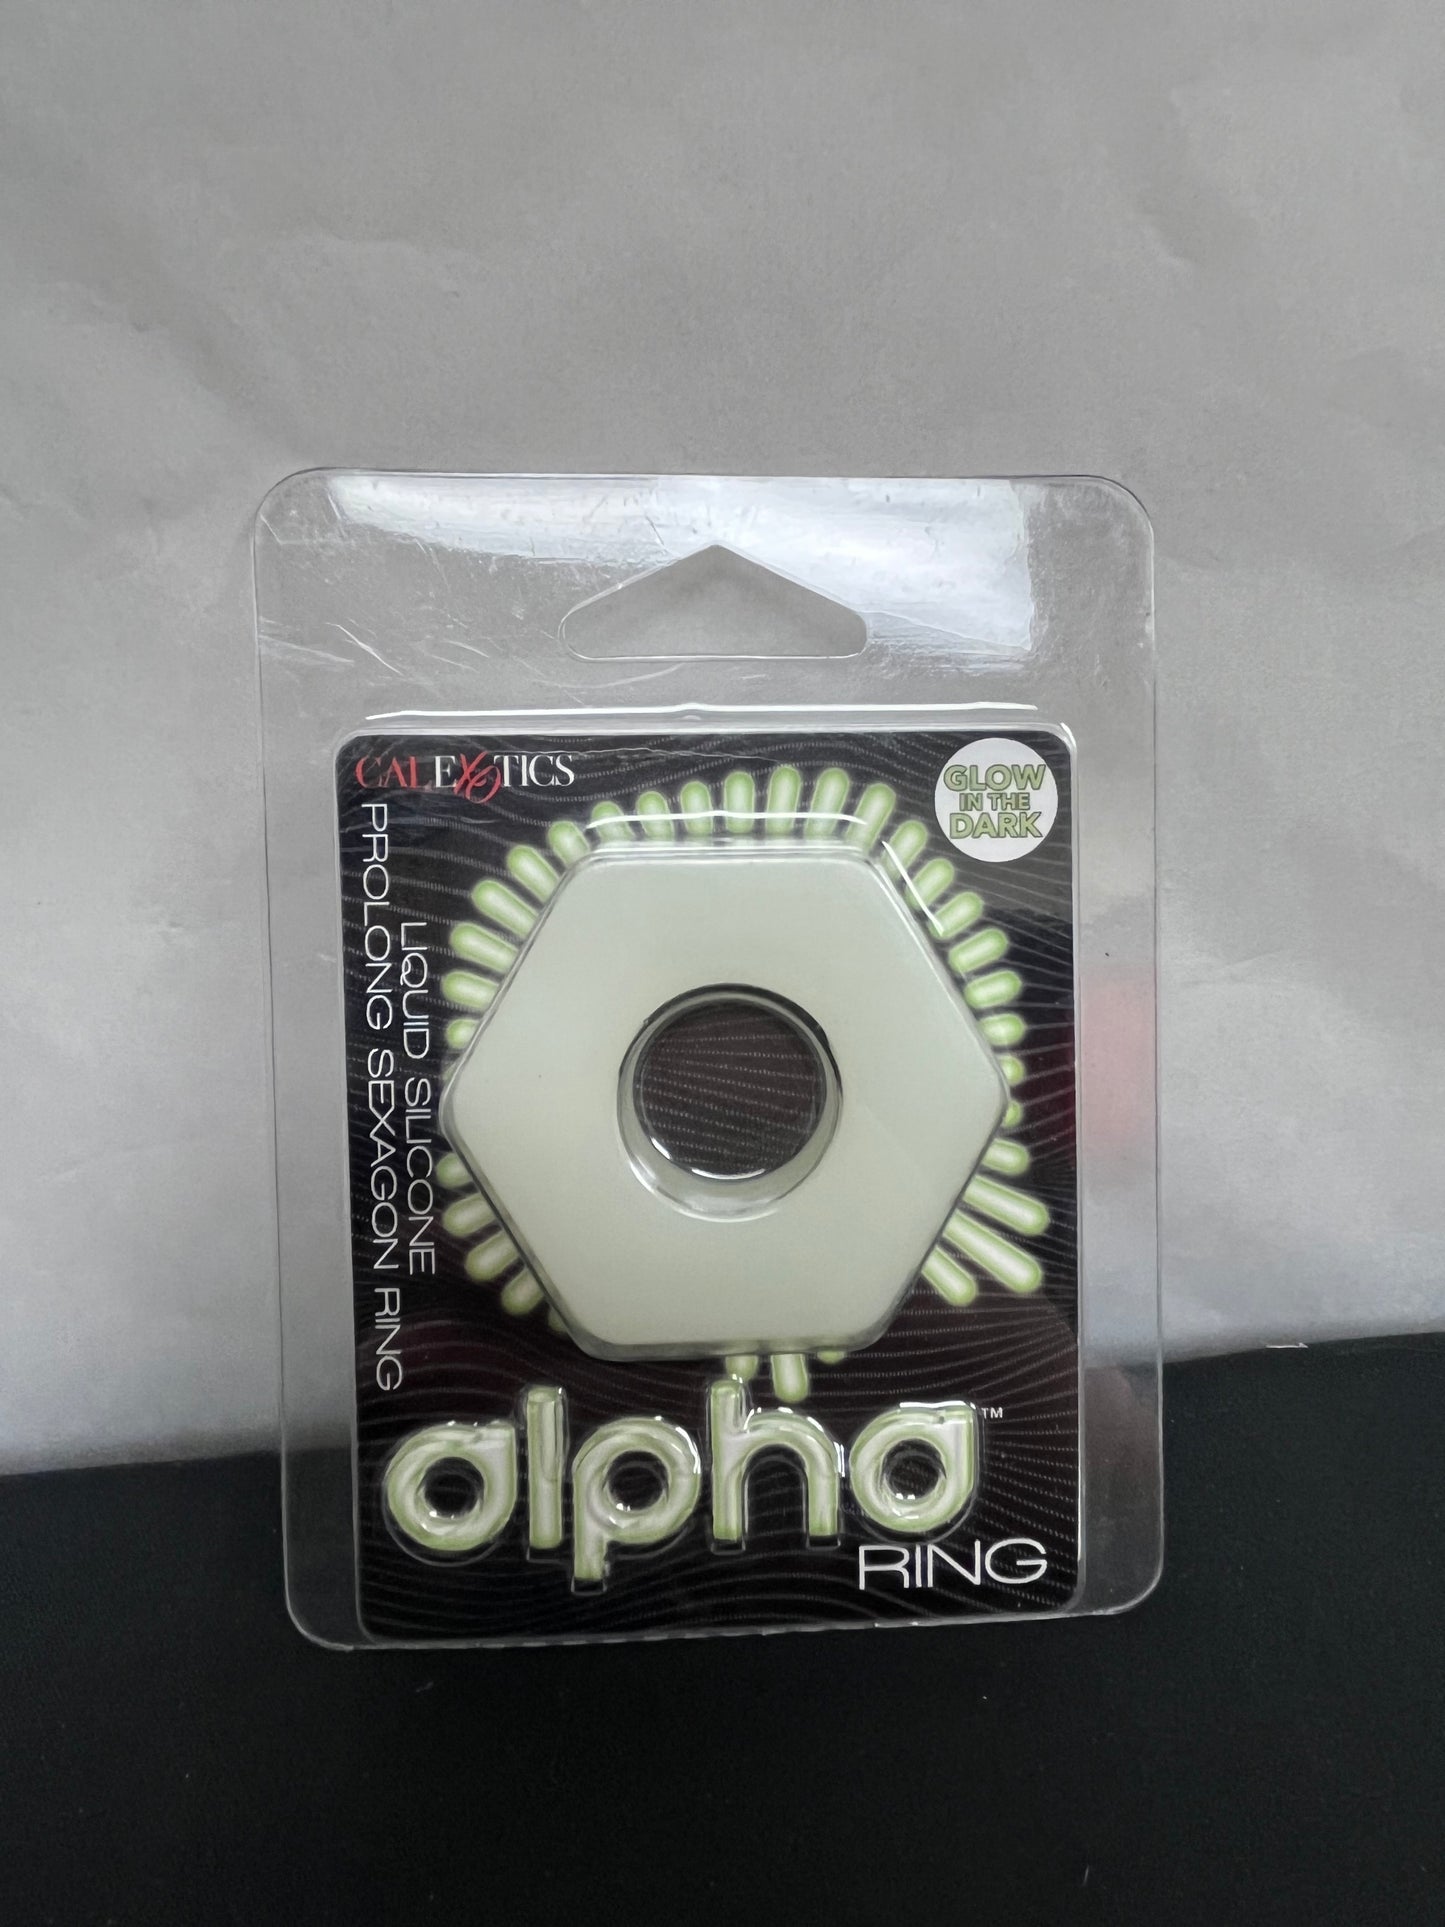 CALEXOTICS
GLOW
IN THE
DARK
LIQUID SILICONE
PROLONG SEXAGON RING
alpha™
RING